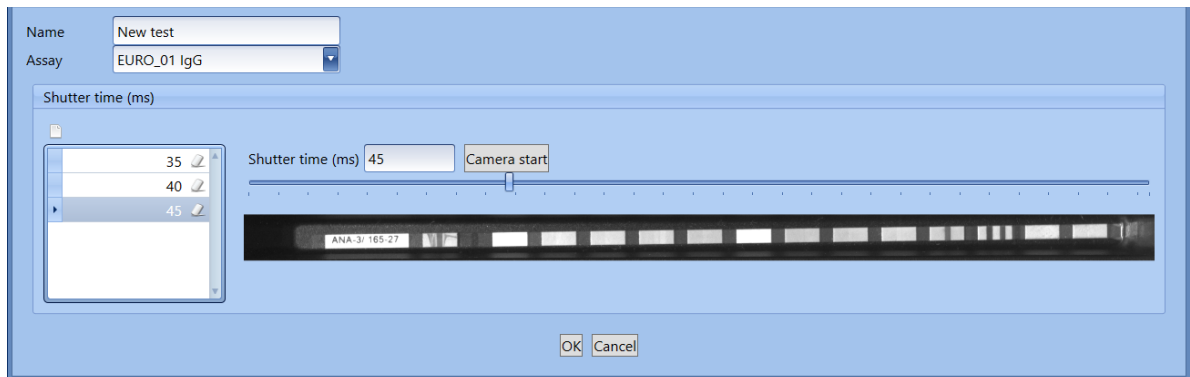 Name New test
Assay EURO_01 IgG
Shutter time (ms)
35
40
45
Shutter time (ms) 45 Camera start
ANA-3/ 165-27
OK Cancel